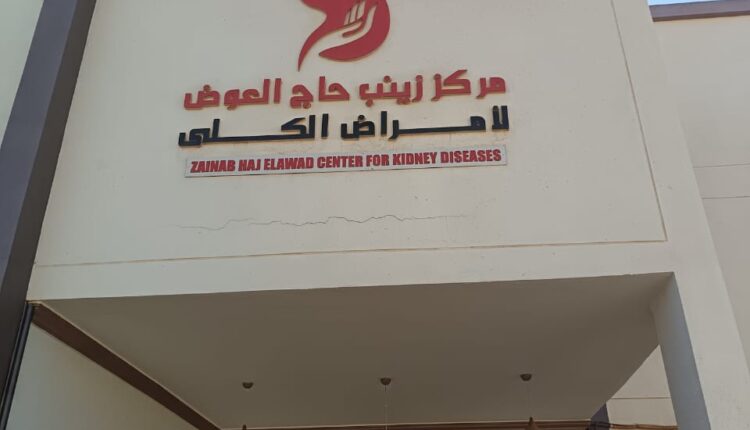 مركز زينب حاج العوض
لامراض الكلى
ZAINAB HAJ ELAWAD CENTER FOR KIDNEY DISEASES